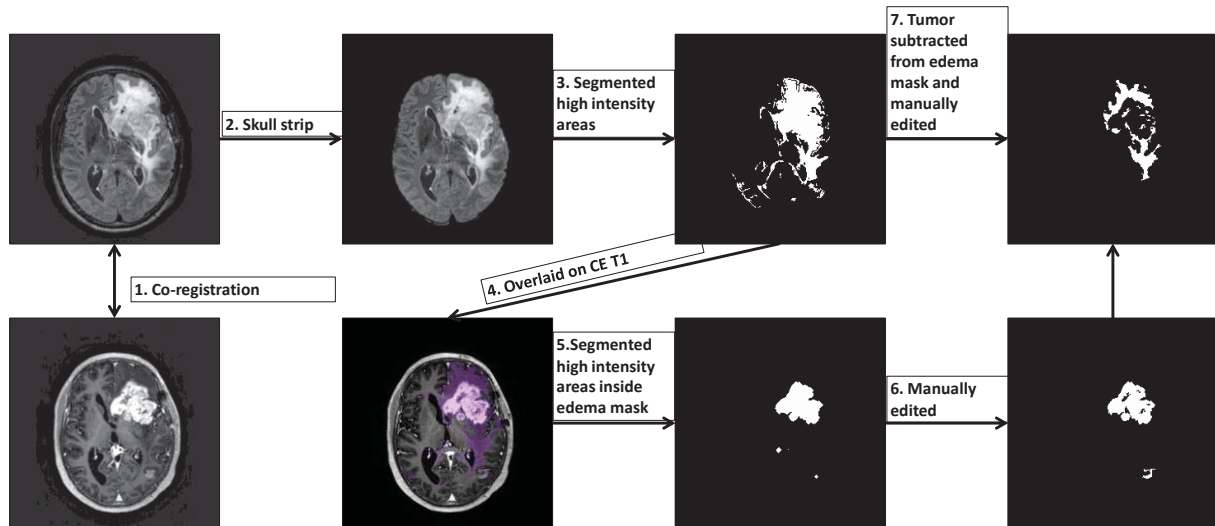 7. Tumor
subtracted
from edema
mask and
manually
edited
3. Segmented
high intensity
areas
2. Skull strip
4. Overlaid on CE T1
1. Co-registration
5.Segmented
high intensity
areas inside
edema mask
6. Manually
edited